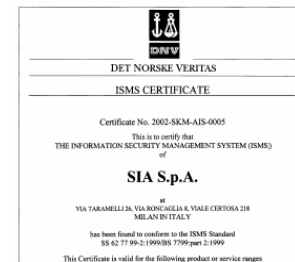 DNV
DET NORSKE VERITAS
ISMS CERTIFICATE
Certificate No. 2002-SKM-AIS-0005
This is to certify that
THE INFORMATION SECURITY MANAGEMENT SYSTEM (ISMS)
of
SIA S.p.A.
at
VIA TARAMELLI 26, VIA RONCAGLIA 8, VIALE CERTOSA 218
MILAN IN ITALY
has been found to conform to the ISMS Standard
SS 62 77 99-2:1999/BS 7799:part 2:1999
This Certificate is valid for the following product or service ranges